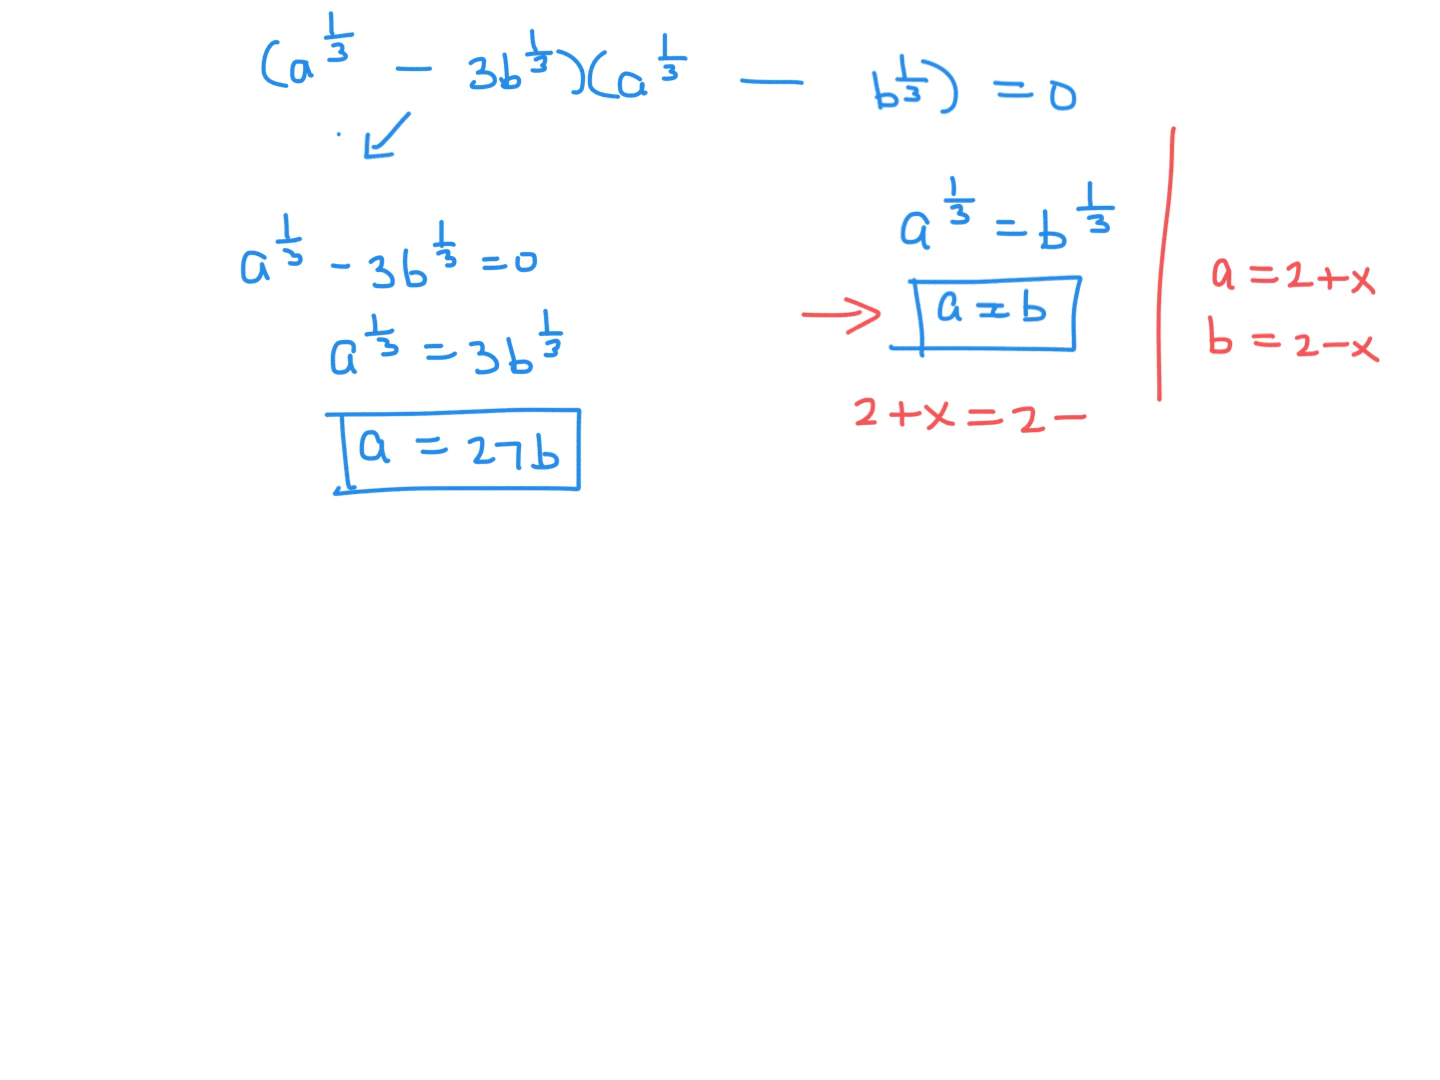 (a^{1/3} - 3b^{1/3})(a^{1/3} - b^{1/3}) = 0
a^{1/3} - 3b^{1/3} = 0
a^{1/3} = 3b^{1/3}
a = 27b
a^{1/3} = b^{1/3}
a = b
2 + x = 2 -
a = 2 + x
b = 2 - x